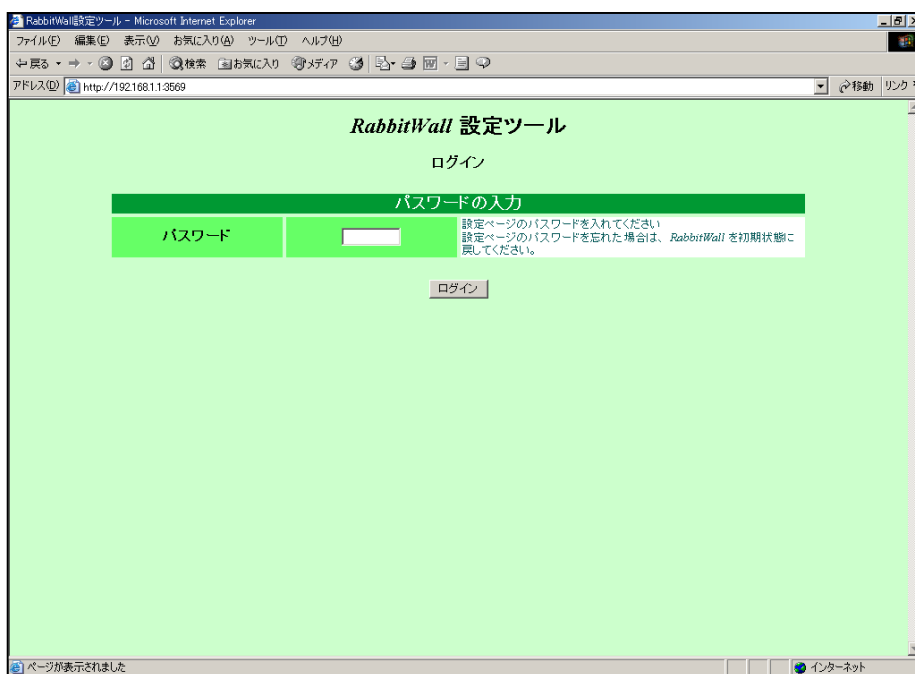 RabbitWall設定ツール - Microsoft Internet Explorer
ファイル(F) 編集(E) 表示(V) お気に入り(A) ツール(T) ヘルプ(H)
戻る 検索 お気に入り メディア
アドレス(D) http://192.168.1.1:3569 移動 リンク
RabbitWall 設定ツール
ログイン
パスワードの入力
パスワード
設定ページのパスワードを入れてください
設定ページのパスワードを忘れた場合は、 RabbitWall を初期状態に
戻してください。
ログイン
ページが表示されました インターネット